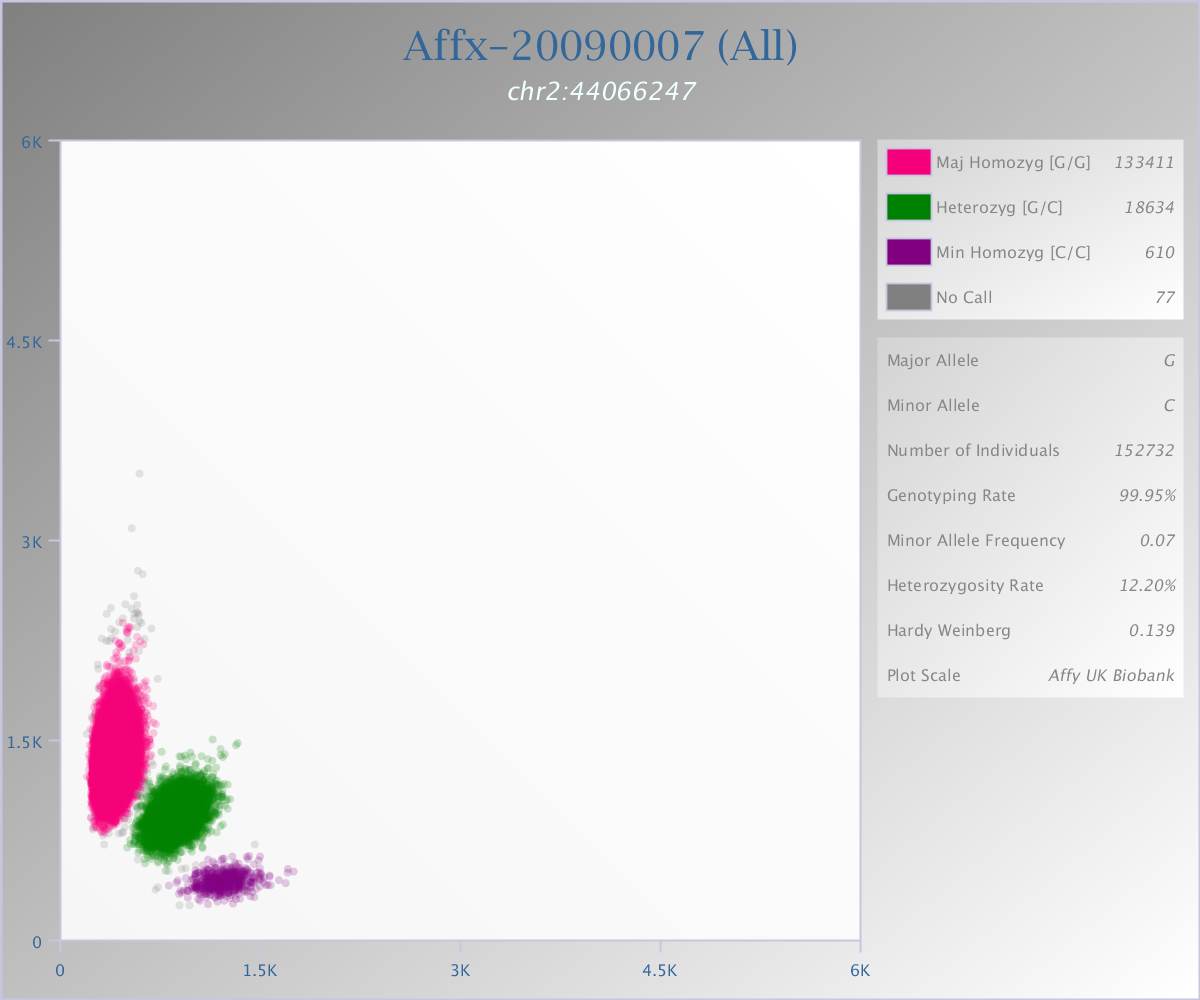 Affx-20090007 (All)
chr2:44066247
6K
4.5K
3K
1.5K
0
0 1.5K 3K 4.5K 6K
Maj Homozyg [G/G] 133411
Heterozyg [G/C] 18634
Min Homozyg [C/C] 610
No Call 77
Major Allele G
Minor Allele C
Number of Individuals 152732
Genotyping Rate 99.95%
Minor Allele Frequency 0.07
Heterozygosity Rate 12.20%
Hardy Weinberg 0.139
Plot Scale Affy UK Biobank